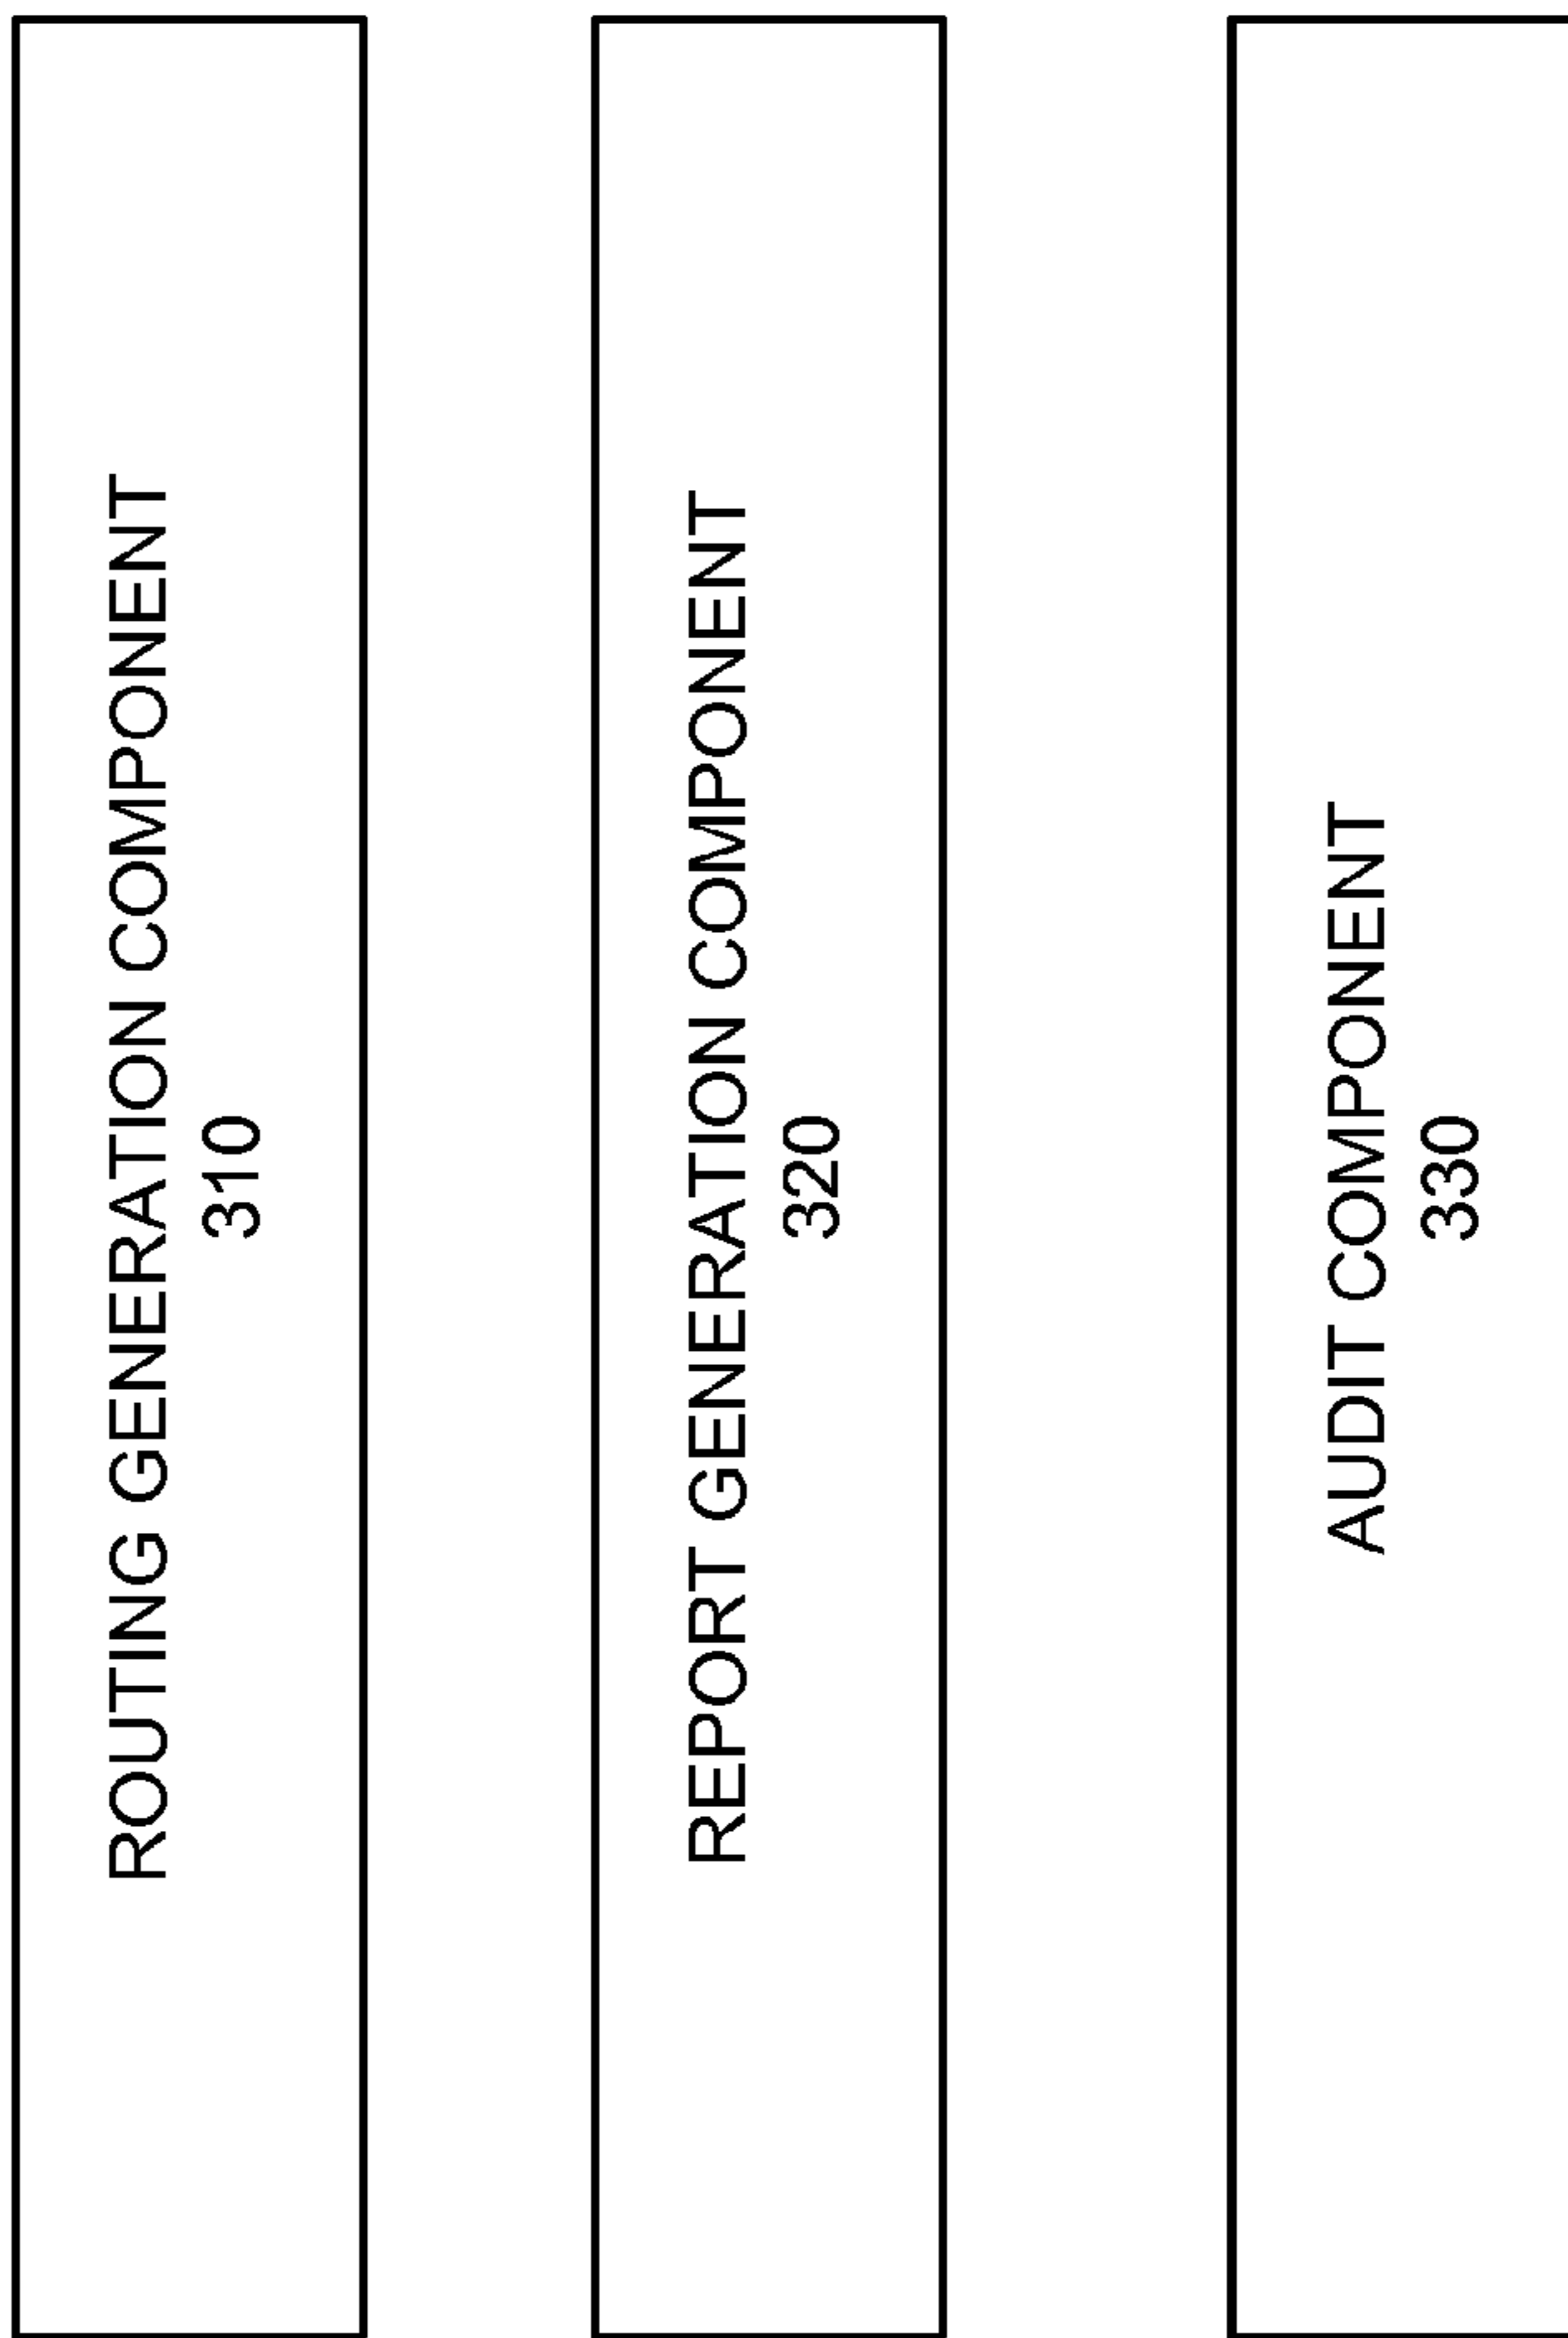 ROUTING GENERATION COMPONENT
310
REPORT GENERATION COMPONENT
320
AUDIT COMPONENT
330